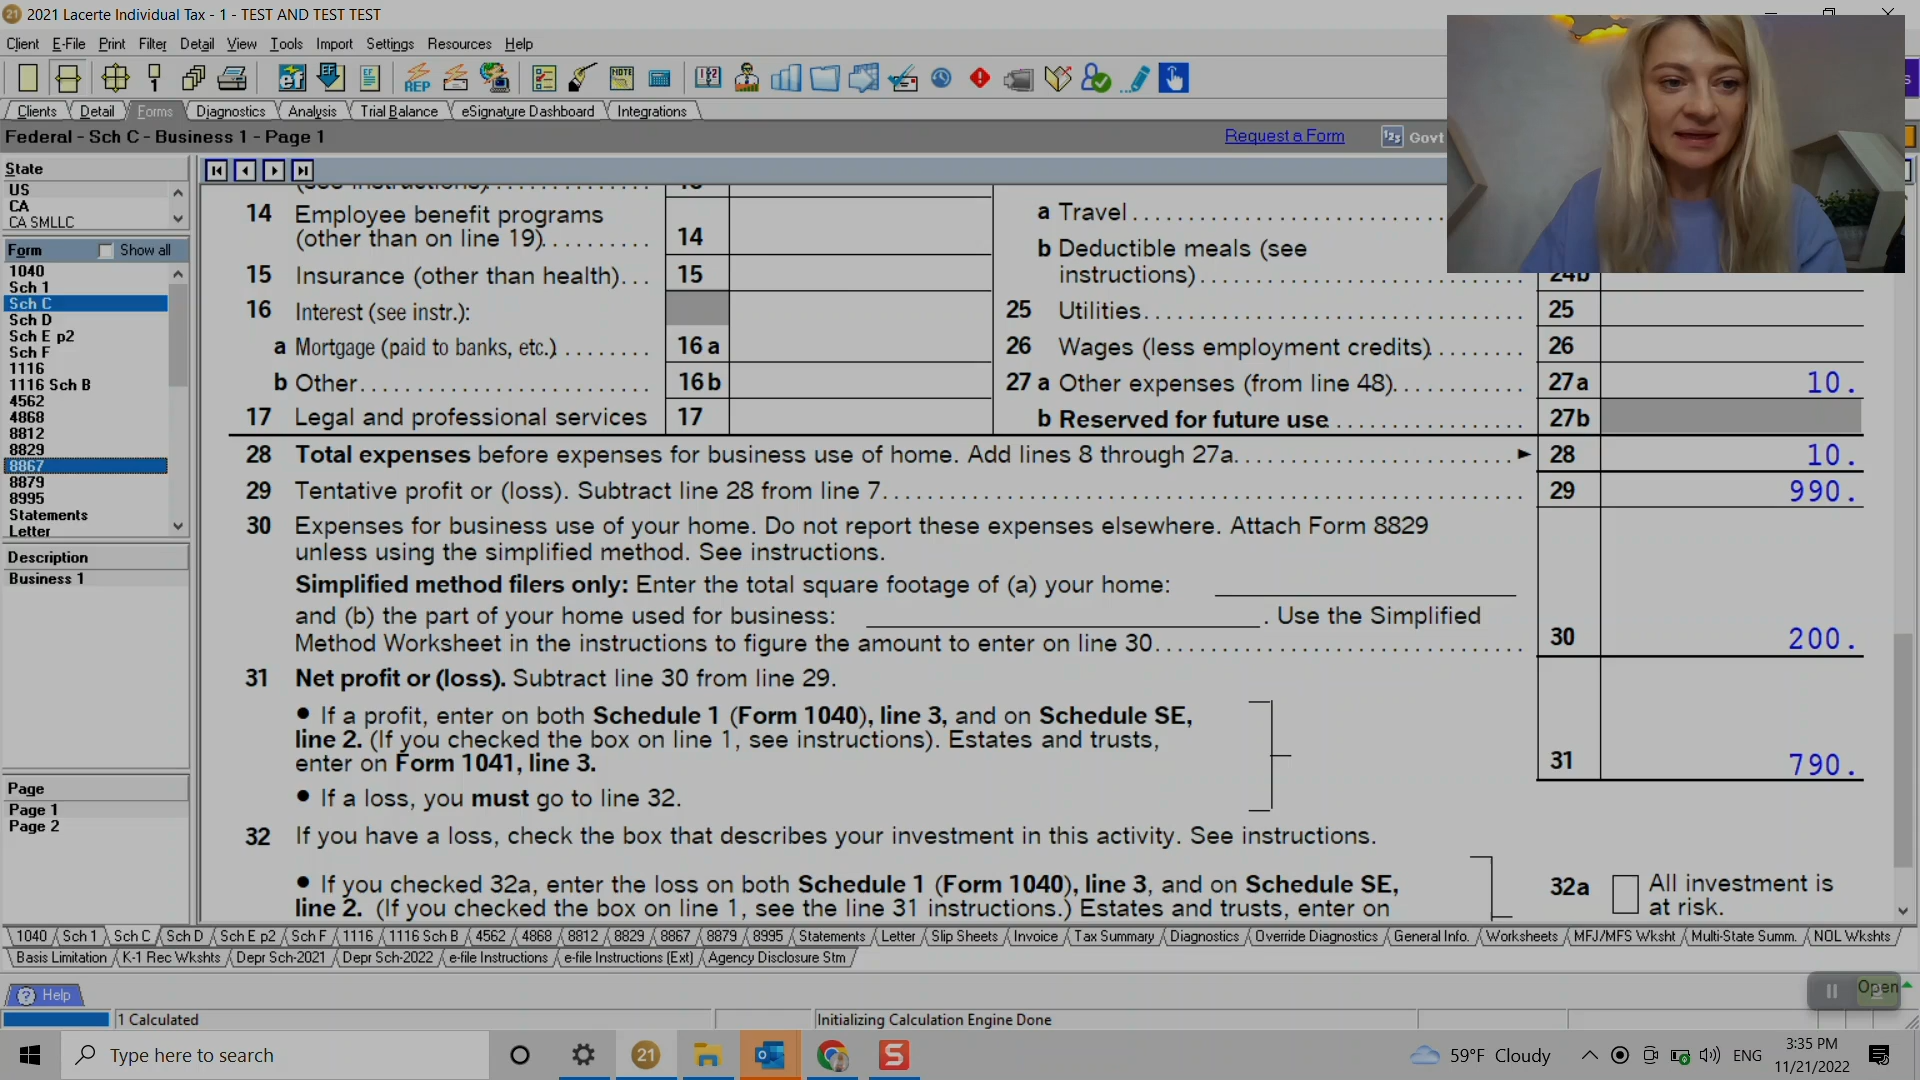 2021 Lacerte Individual Tax - 1 - TEST AND TEST TEST
Client E-File Print Filter Detail View Tools Import Settings Resources Help
Clients Detail Forms Diagnostics Analysis Trial Balance eSignature Dashboard Integrations
Federal - Sch C - Business 1 - Page 1
Request a Form
Govt
State
US
CA
CA SMLLC
Form Show all
1040
Sch 1
Sch C
Sch D
Sch E p2
Sch F
1116
1116 Sch B
4562
4868
8812
8829
8867
8879
8995
Statements
Letter
Description
Business 1
Page
Page 1
Page 2
(see instructions)
14 Employee benefit programs
(other than on line 19) 14
15 Insurance (other than health) 15
16 Interest (see instr.):
a Mortgage (paid to banks, etc.) 16 a
b Other 16 b
17 Legal and professional services 17
a Travel
b Deductible meals (see
instructions) 24b
25 Utilities 25
26 Wages (less employment credits) 26
27 a Other expenses (from line 48) 27a 10.
b Reserved for future use 27b
28 Total expenses before expenses for business use of home. Add lines 8 through 27a 28 10.
29 Tentative profit or (loss). Subtract line 28 from line 7 29 990.
30 Expenses for business use of your home. Do not report these expenses elsewhere. Attach Form 8829
unless using the simplified method. See instructions.
Simplified method filers only: Enter the total square footage of (a) your home:
and (b) the part of your home used for business: . Use the Simplified
Method Worksheet in the instructions to figure the amount to enter on line 30 30 200.
31 Net profit or (loss). Subtract line 30 from line 29.
• If a profit, enter on both Schedule 1 (Form 1040), line 3, and on Schedule SE,
line 2. (If you checked the box on line 1, see instructions). Estates and trusts,
enter on Form 1041, line 3. 31 790.
• If a loss, you must go to line 32.
32 If you have a loss, check the box that describes your investment in this activity. See instructions.
• If you checked 32a, enter the loss on both Schedule 1 (Form 1040), line 3, and on Schedule SE,
line 2. (If you checked the box on line 1, see the line 31 instructions.) Estates and trusts, enter on
32a All investment is
at risk.
1040 Sch 1 Sch C Sch D Sch E p2 Sch F 1116 1116 Sch B 4562 4868 8812 8829 8867 8879 8995 Statements Letter Slip Sheets Invoice Tax Summary Diagnostics Override Diagnostics General Info. Worksheets MFJ/MFS Wksht Multi-State Summ. NOL Wkshts
Basis Limitation K-1 Rec Wkshts Depr Sch-2021 Depr Sch-2022 e-file Instructions e-file Instructions (Ext) Agency Disclosure Stm
Help
Open
1 Calculated
Initializing Calculation Engine Done
Type here to search
21
59°F Cloudy
ENG
3:35 PM
11/21/2022